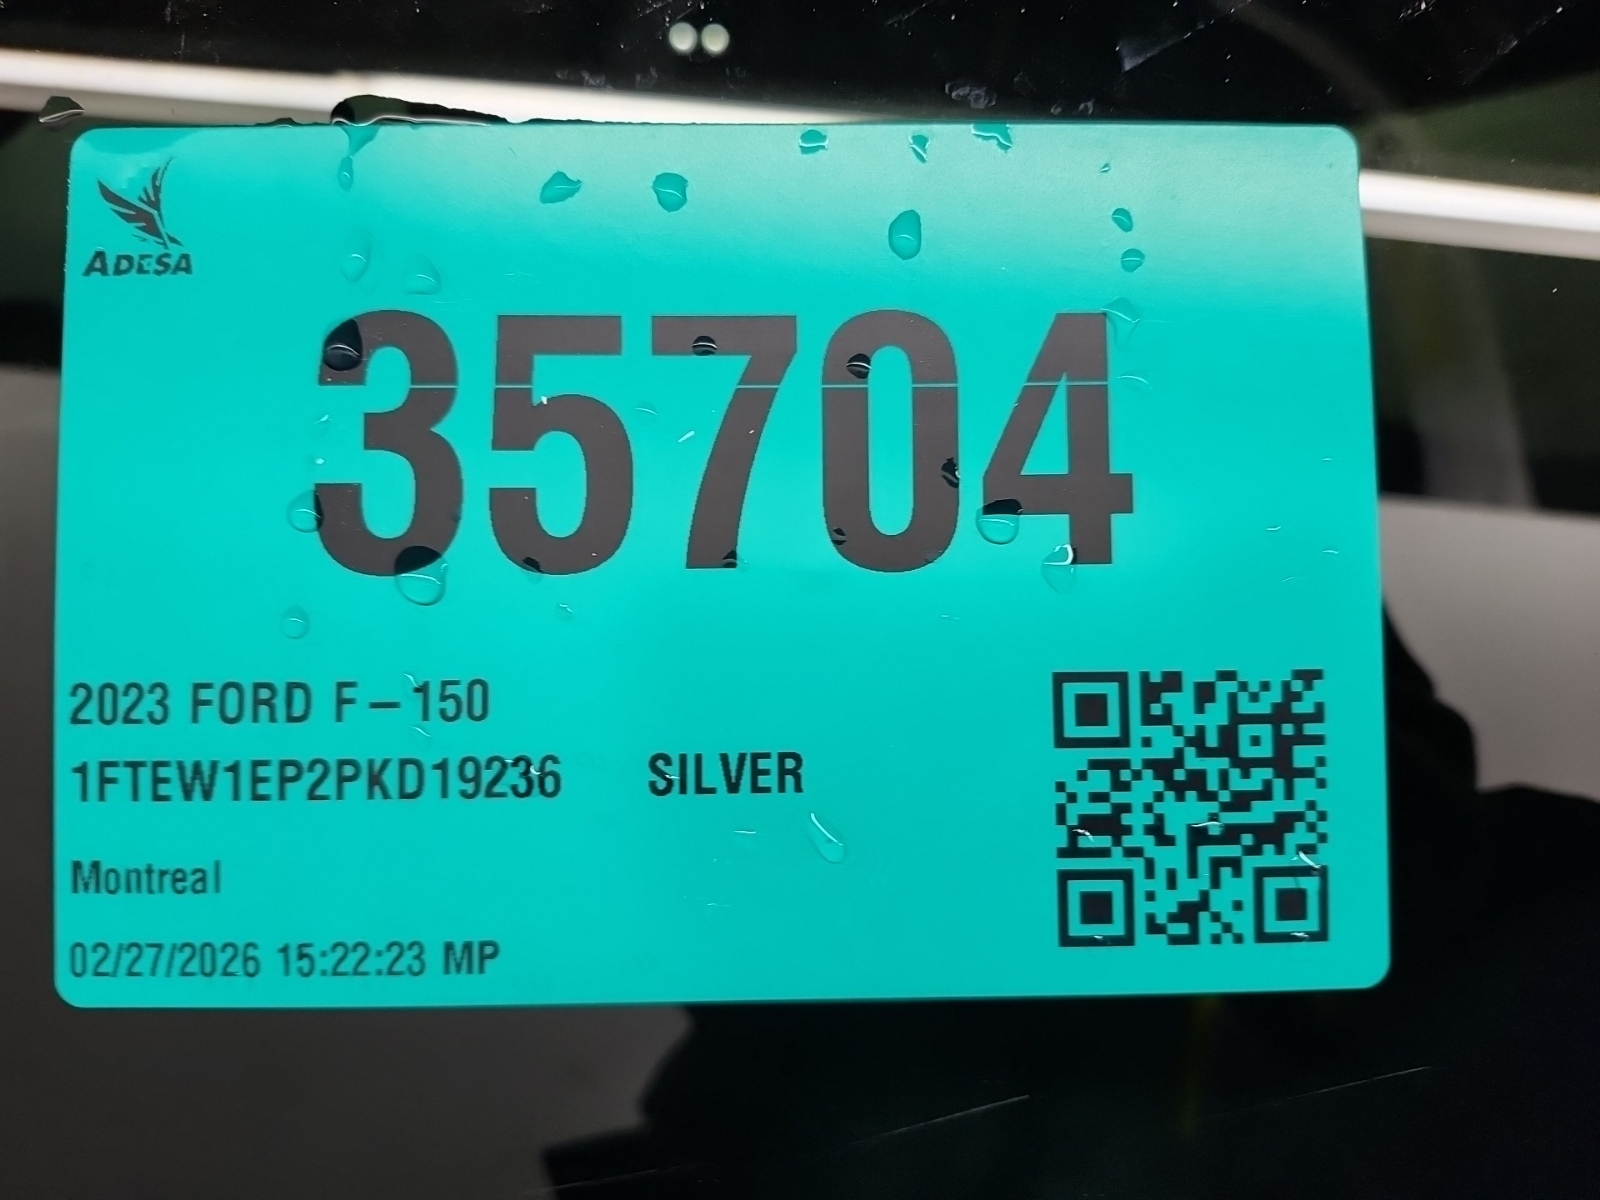 ADESA
35704
2023 FORD F-150
1FTEW1EP2PKD19236 SILVER
Montreal
02/27/2026 15:22:23 MP